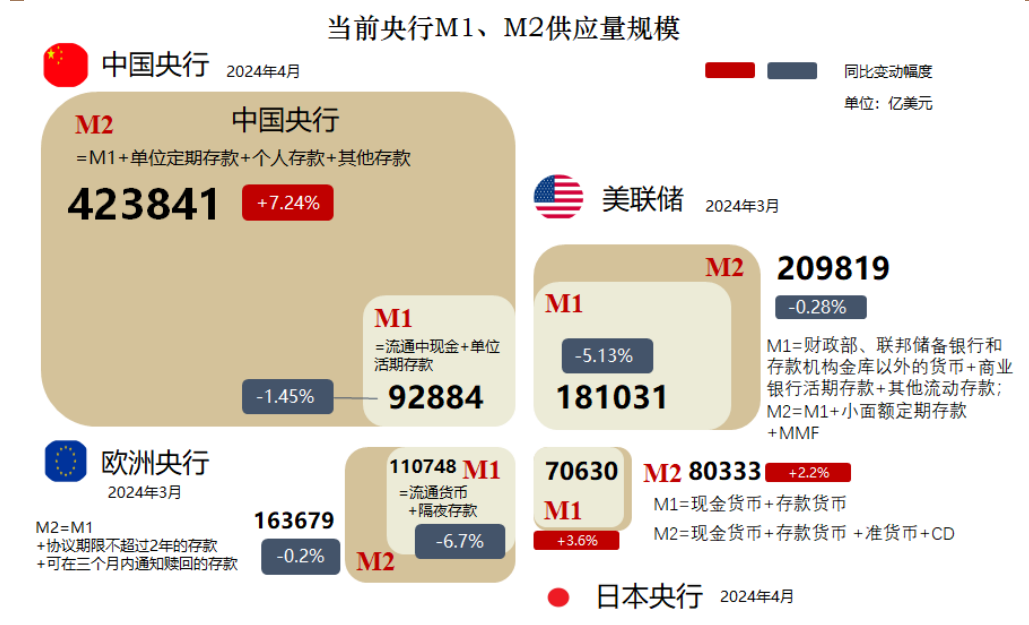 当前央行M1、M2供应量规模
中国央行 2024年4月
同比变动幅度
单位：亿美元
M2 中国央行
=M1+单位定期存款+个人存款+其他存款
423841 +7.24%
M1
=流通中现金+单位
活期存款
-1.45% 92884
美联储 2024年3月
M2 209819
-0.28%
M1
-5.13%
181031
M1=财政部、联邦储备银行和
存款机构金库以外的货币+商业
银行活期存款+其他流动存款；
M2=M1+小面额定期存款
+MMF
欧洲央行
2024年3月
M2=M1
+协议期限不超过2年的存款
+可在三个月内通知赎回的存款
163679
-0.2%
110748 M1
=流通货币
+隔夜存款
-6.7%
M2
70630
M1
+3.6%
M2 80333 +2.2%
M1=现金货币+存款货币
M2=现金货币+存款货币 +准货币+CD
日本央行 2024年4月